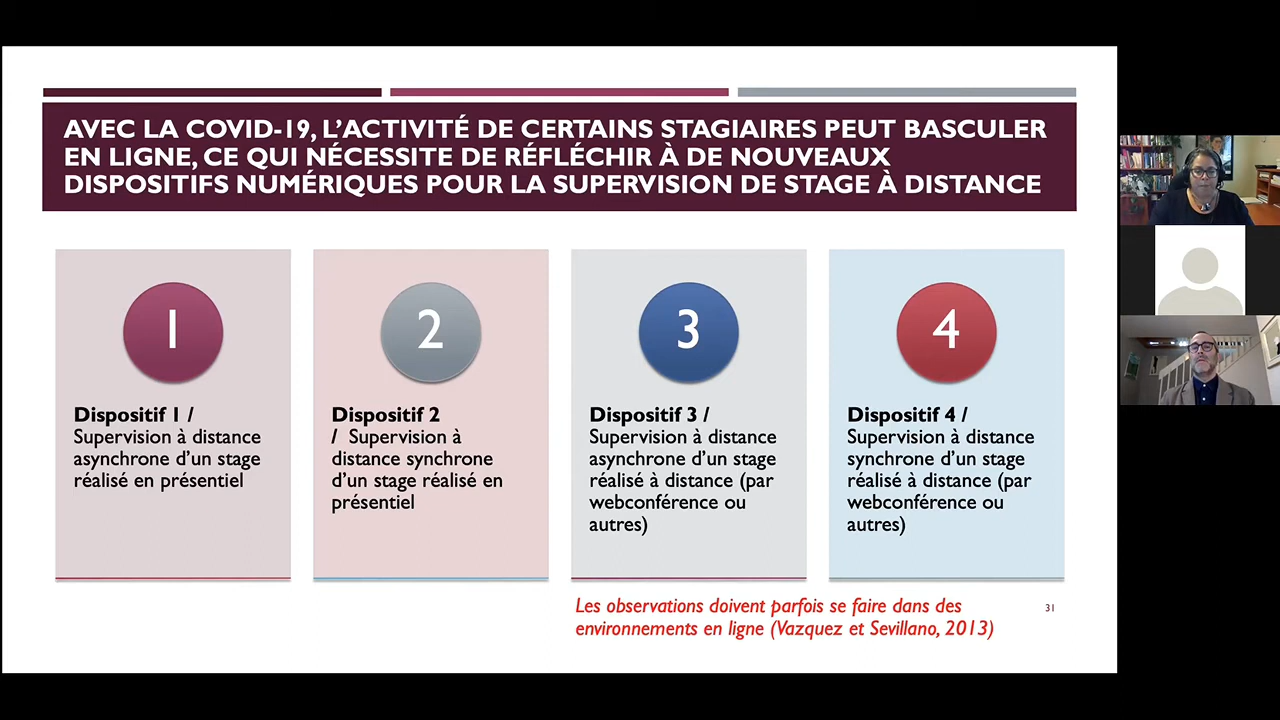 AVEC LA COVID-19, L’ACTIVITÉ DE CERTAINS STAGIAIRES PEUT BASCULER
EN LIGNE, CE QUI NÉCESSITE DE RÉFLÉCHIR À DE NOUVEAUX
DISPOSITIFS NUMÉRIQUES POUR LA SUPERVISION DE STAGE À DISTANCE
1
Dispositif 1 /
Supervision à distance
asynchrone d’un stage
réalisé en présentiel
2
Dispositif 2
/ Supervision à
distance synchrone
d’un stage réalisé en
présentiel
3
Dispositif 3 /
Supervision à distance
asynchrone d’un stage
réalisé à distance (par
webconférence ou
autres)
4
Dispositif 4 /
Supervision à distance
synchrone d’un stage
réalisé à distance (par
webconférence ou
autres)
Les observations doivent parfois se faire dans des
environnements en ligne (Vazquez et Sevillano, 2013)
31